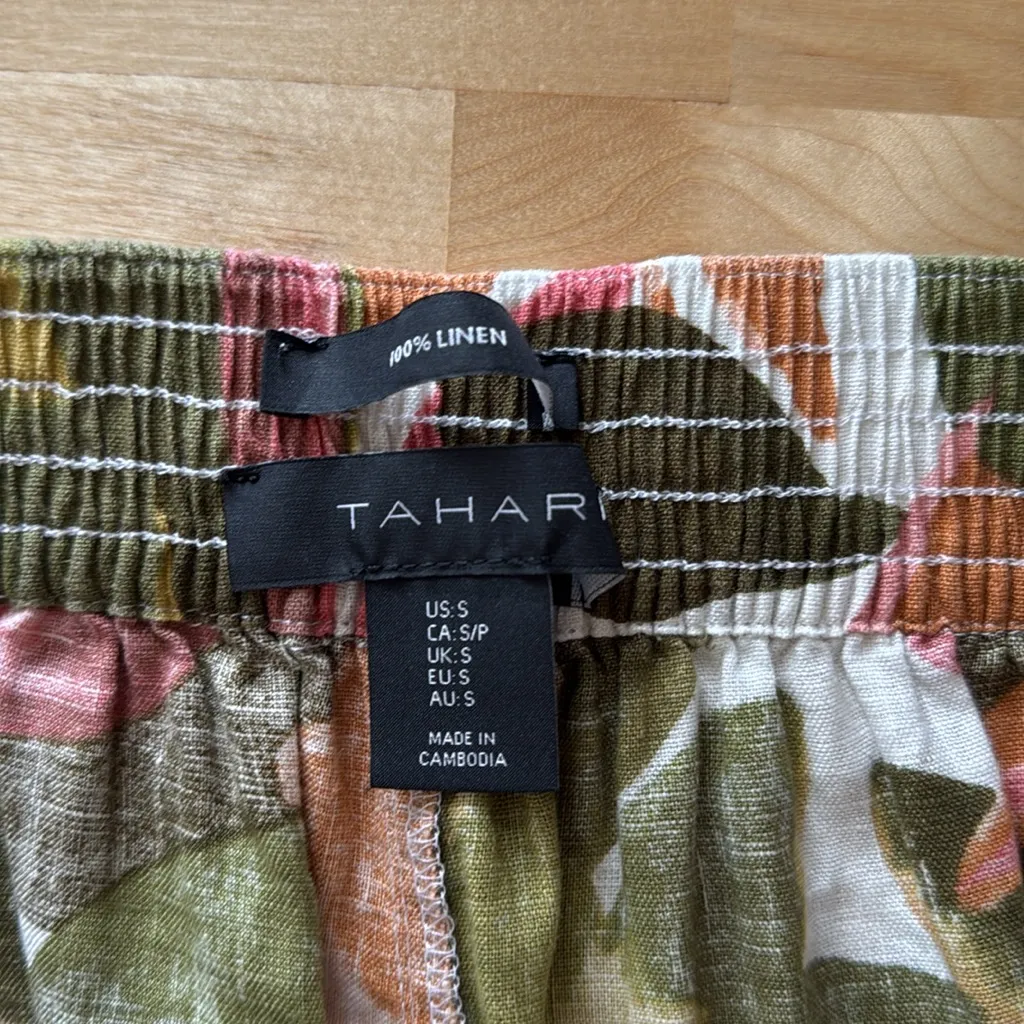 100% LINEN
TAHARI
US: S
CA: S/P
UK: S
EU: S
AU: S
MADE IN
CAMBODIA